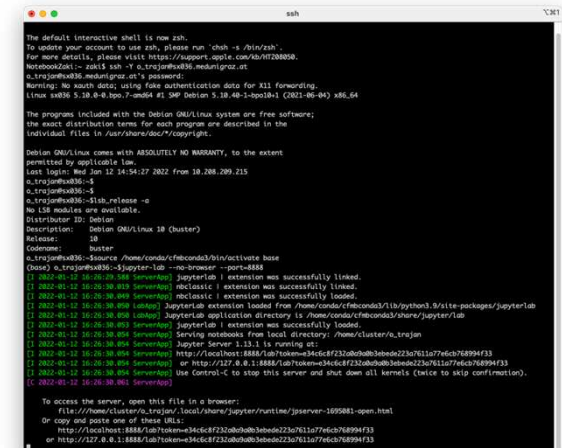 ssh
⌥⌘1
The default interactive shell is now zsh.
To update your account to use zsh, please run `chsh -s /bin/zsh`.
For more details, please visit https://support.apple.com/kb/HT208050.
NotebookZaki:~ zaki$ ssh -Y o_trajan@sx036.medunigraz.at
o_trajan@sx036.medunigraz.at's password:
Warning: No xauth data; using fake authentication data for X11 forwarding.
Linux sx036 5.10.0-0.bpo.7-amd64 #1 SMP Debian 5.10.40-1~bpo10+1 (2021-06-04) x86_64
The programs included with the Debian GNU/Linux system are free software;
the exact distribution terms for each program are described in the
individual files in /usr/share/doc/*/copyright.
Debian GNU/Linux comes with ABSOLUTELY NO WARRANTY, to the extent
permitted by applicable law.
Last login: Wed Jan 12 14:54:27 2022 from 10.208.209.215
o_trajan@sx036:~$
o_trajan@sx036:~$
o_trajan@sx036:~$lsb_release -a
No LSB modules are available.
Distributor ID: Debian
Description: Debian GNU/Linux 10 (buster)
Release: 10
Codename: buster
o_trajan@sx036:~$source /home/conda/cfmbconda3/bin/activate base
(base) o_trajan@sx036:~$jupyter-lab --no-browser --port=8888
[I 2022-01-12 16:26:29.588 ServerApp] jupyterlab | extension was successfully linked.
[I 2022-01-12 16:26:30.019 ServerApp] nbclassic | extension was successfully linked.
[I 2022-01-12 16:26:30.049 ServerApp] nbclassic | extension was successfully loaded.
[I 2022-01-12 16:26:30.050 LabApp] JupyterLab extension loaded from /home/conda/cfmbconda3/lib/python3.9/site-packages/jupyterlab
[I 2022-01-12 16:26:30.050 LabApp] JupyterLab application directory is /home/conda/cfmbconda3/share/jupyter/lab
[I 2022-01-12 16:26:30.053 ServerApp] jupyterlab | extension was successfully loaded.
[I 2022-01-12 16:26:30.054 ServerApp] Serving notebooks from local directory: /home/cluster/o_trajan
[I 2022-01-12 16:26:30.054 ServerApp] Jupyter Server 1.13.1 is running at:
[I 2022-01-12 16:26:30.054 ServerApp] http://localhost:8888/lab?token=e34c6c8f232a0a9a0b3ebede223a7611a77e6cb768994f33
[I 2022-01-12 16:26:30.054 ServerApp] or http://127.0.0.1:8888/lab?token=e34c6c8f232a0a9a0b3ebede223a7611a77e6cb768994f33
[I 2022-01-12 16:26:30.054 ServerApp] Use Control-C to stop this server and shut down all kernels (twice to skip confirmation).
[C 2022-01-12 16:26:30.061 ServerApp]
To access the server, open this file in a browser:
file:///home/cluster/o_trajan/.local/share/jupyter/runtime/jpserver-1695081-open.html
Or copy and paste one of these URLs:
http://localhost:8888/lab?token=e34c6c8f232a0a9a0b3ebede223a7611a77e6cb768994f33
or http://127.0.0.1:8888/lab?token=e34c6c8f232a0a9a0b3ebede223a7611a77e6cb768994f33